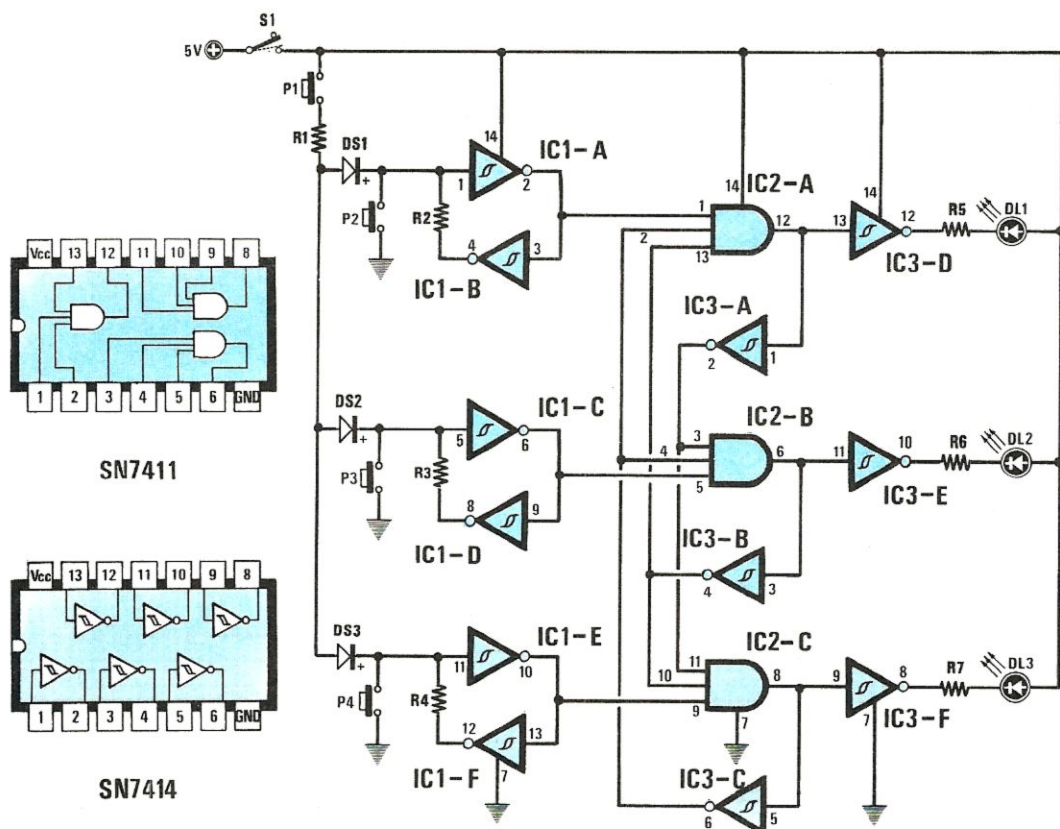 S1
5V
P1
R1
DS1
+
P2
R2
14
1
2
IC1-A
4
3
IC1-B
14
IC2-A
1
2
13
12
14
13
12
IC3-D
R5
DL1
IC3-A
2
1
Vcc 13 12 11 10 9 8
1 2 3 4 5 6 GND
SN7411
DS2
+
P3
R3
5
6
IC1-C
8
9
IC1-D
IC2-B
3
4
5
6
11
10
IC3-E
R6
DL2
IC3-B
4
3
Vcc 13 12 11 10 9 8
1 2 3 4 5 6 GND
SN7414
DS3
+
P4
R4
11
10
IC1-E
12
13
7
IC1-F
IC2-C
11
10
9
8
7
9
8
7
IC3-F
R7
DL3
IC3-C
6
5